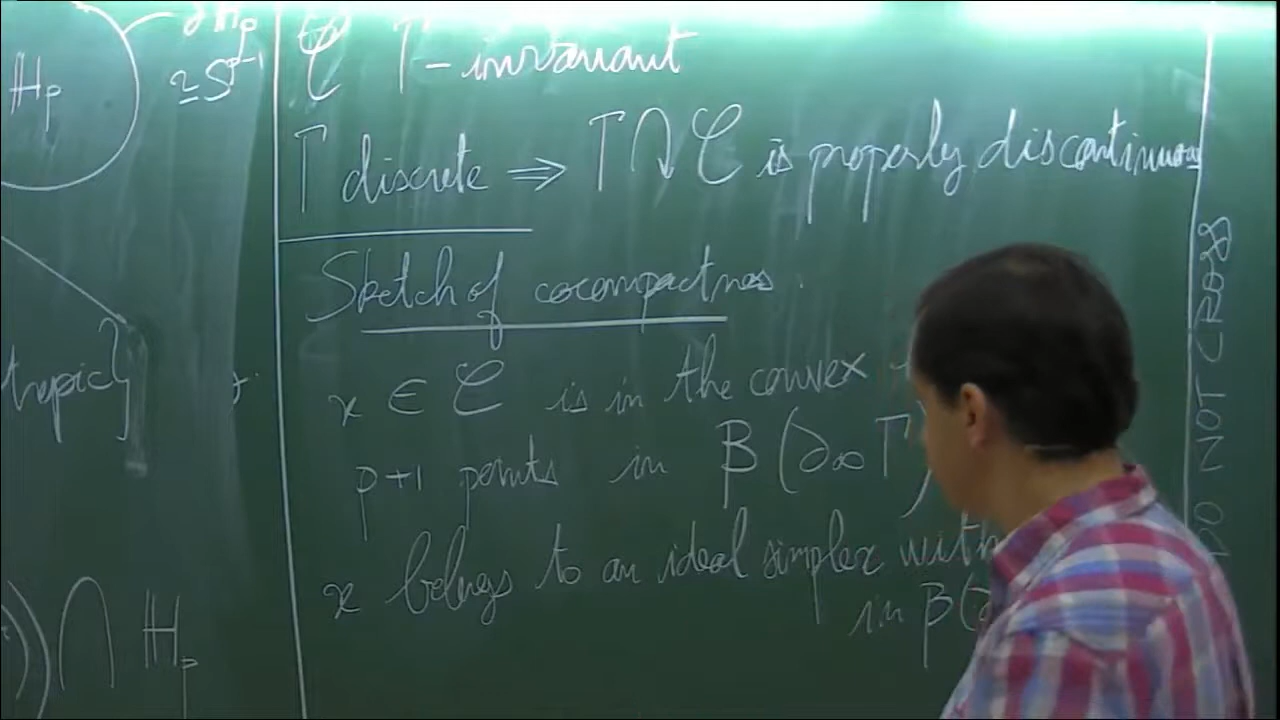 ℍp
∂ℍp
≃ S^{p-1}
tropic}
∩ ℍp
𝒞 Γ-invariant
Γ discrete ⇒ Γ ↷ 𝒞 is properly discontinuous
Sketch of cocompactness.
x ∈ 𝒞 is in the convex
p+1 points in β(∂∞Γ)
x belongs to an ideal simplex with
in β(∂
DO NOT CROSS